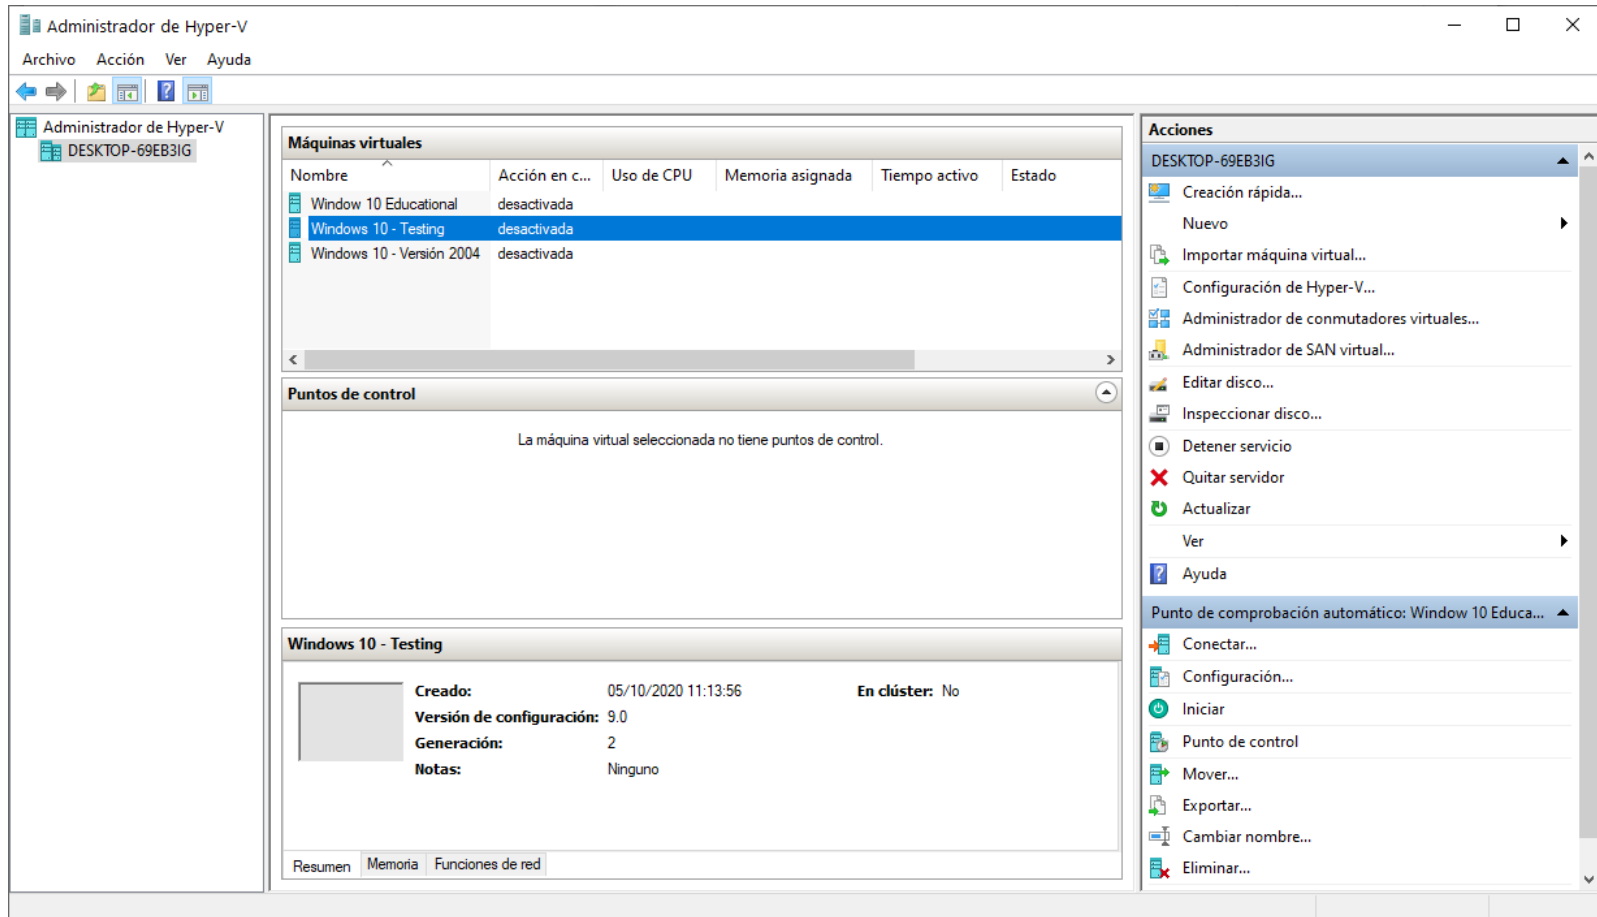 Administrador de Hyper-V
Archivo Acción Ver Ayuda
Administrador de Hyper-V
DESKTOP-69EB3IG
Máquinas virtuales
Nombre Acción en c... Uso de CPU Memoria asignada Tiempo activo Estado
Window 10 Educational desactivada
Windows 10 - Testing desactivada
Windows 10 - Versión 2004 desactivada
Puntos de control
La máquina virtual seleccionada no tiene puntos de control.
Windows 10 - Testing
Creado: 05/10/2020 11:13:56 En clúster: No
Versión de configuración: 9.0
Generación: 2
Notas: Ninguno
Resumen Memoria Funciones de red
Acciones
DESKTOP-69EB3IG
Creación rápida...
Nuevo
Importar máquina virtual...
Configuración de Hyper-V...
Administrador de conmutadores virtuales...
Administrador de SAN virtual...
Editar disco...
Inspeccionar disco...
Detener servicio
Quitar servidor
Actualizar
Ver
Ayuda
Punto de comprobación automático: Window 10 Educa...
Conectar...
Configuración...
Iniciar
Punto de control
Mover...
Exportar...
Cambiar nombre...
Eliminar...